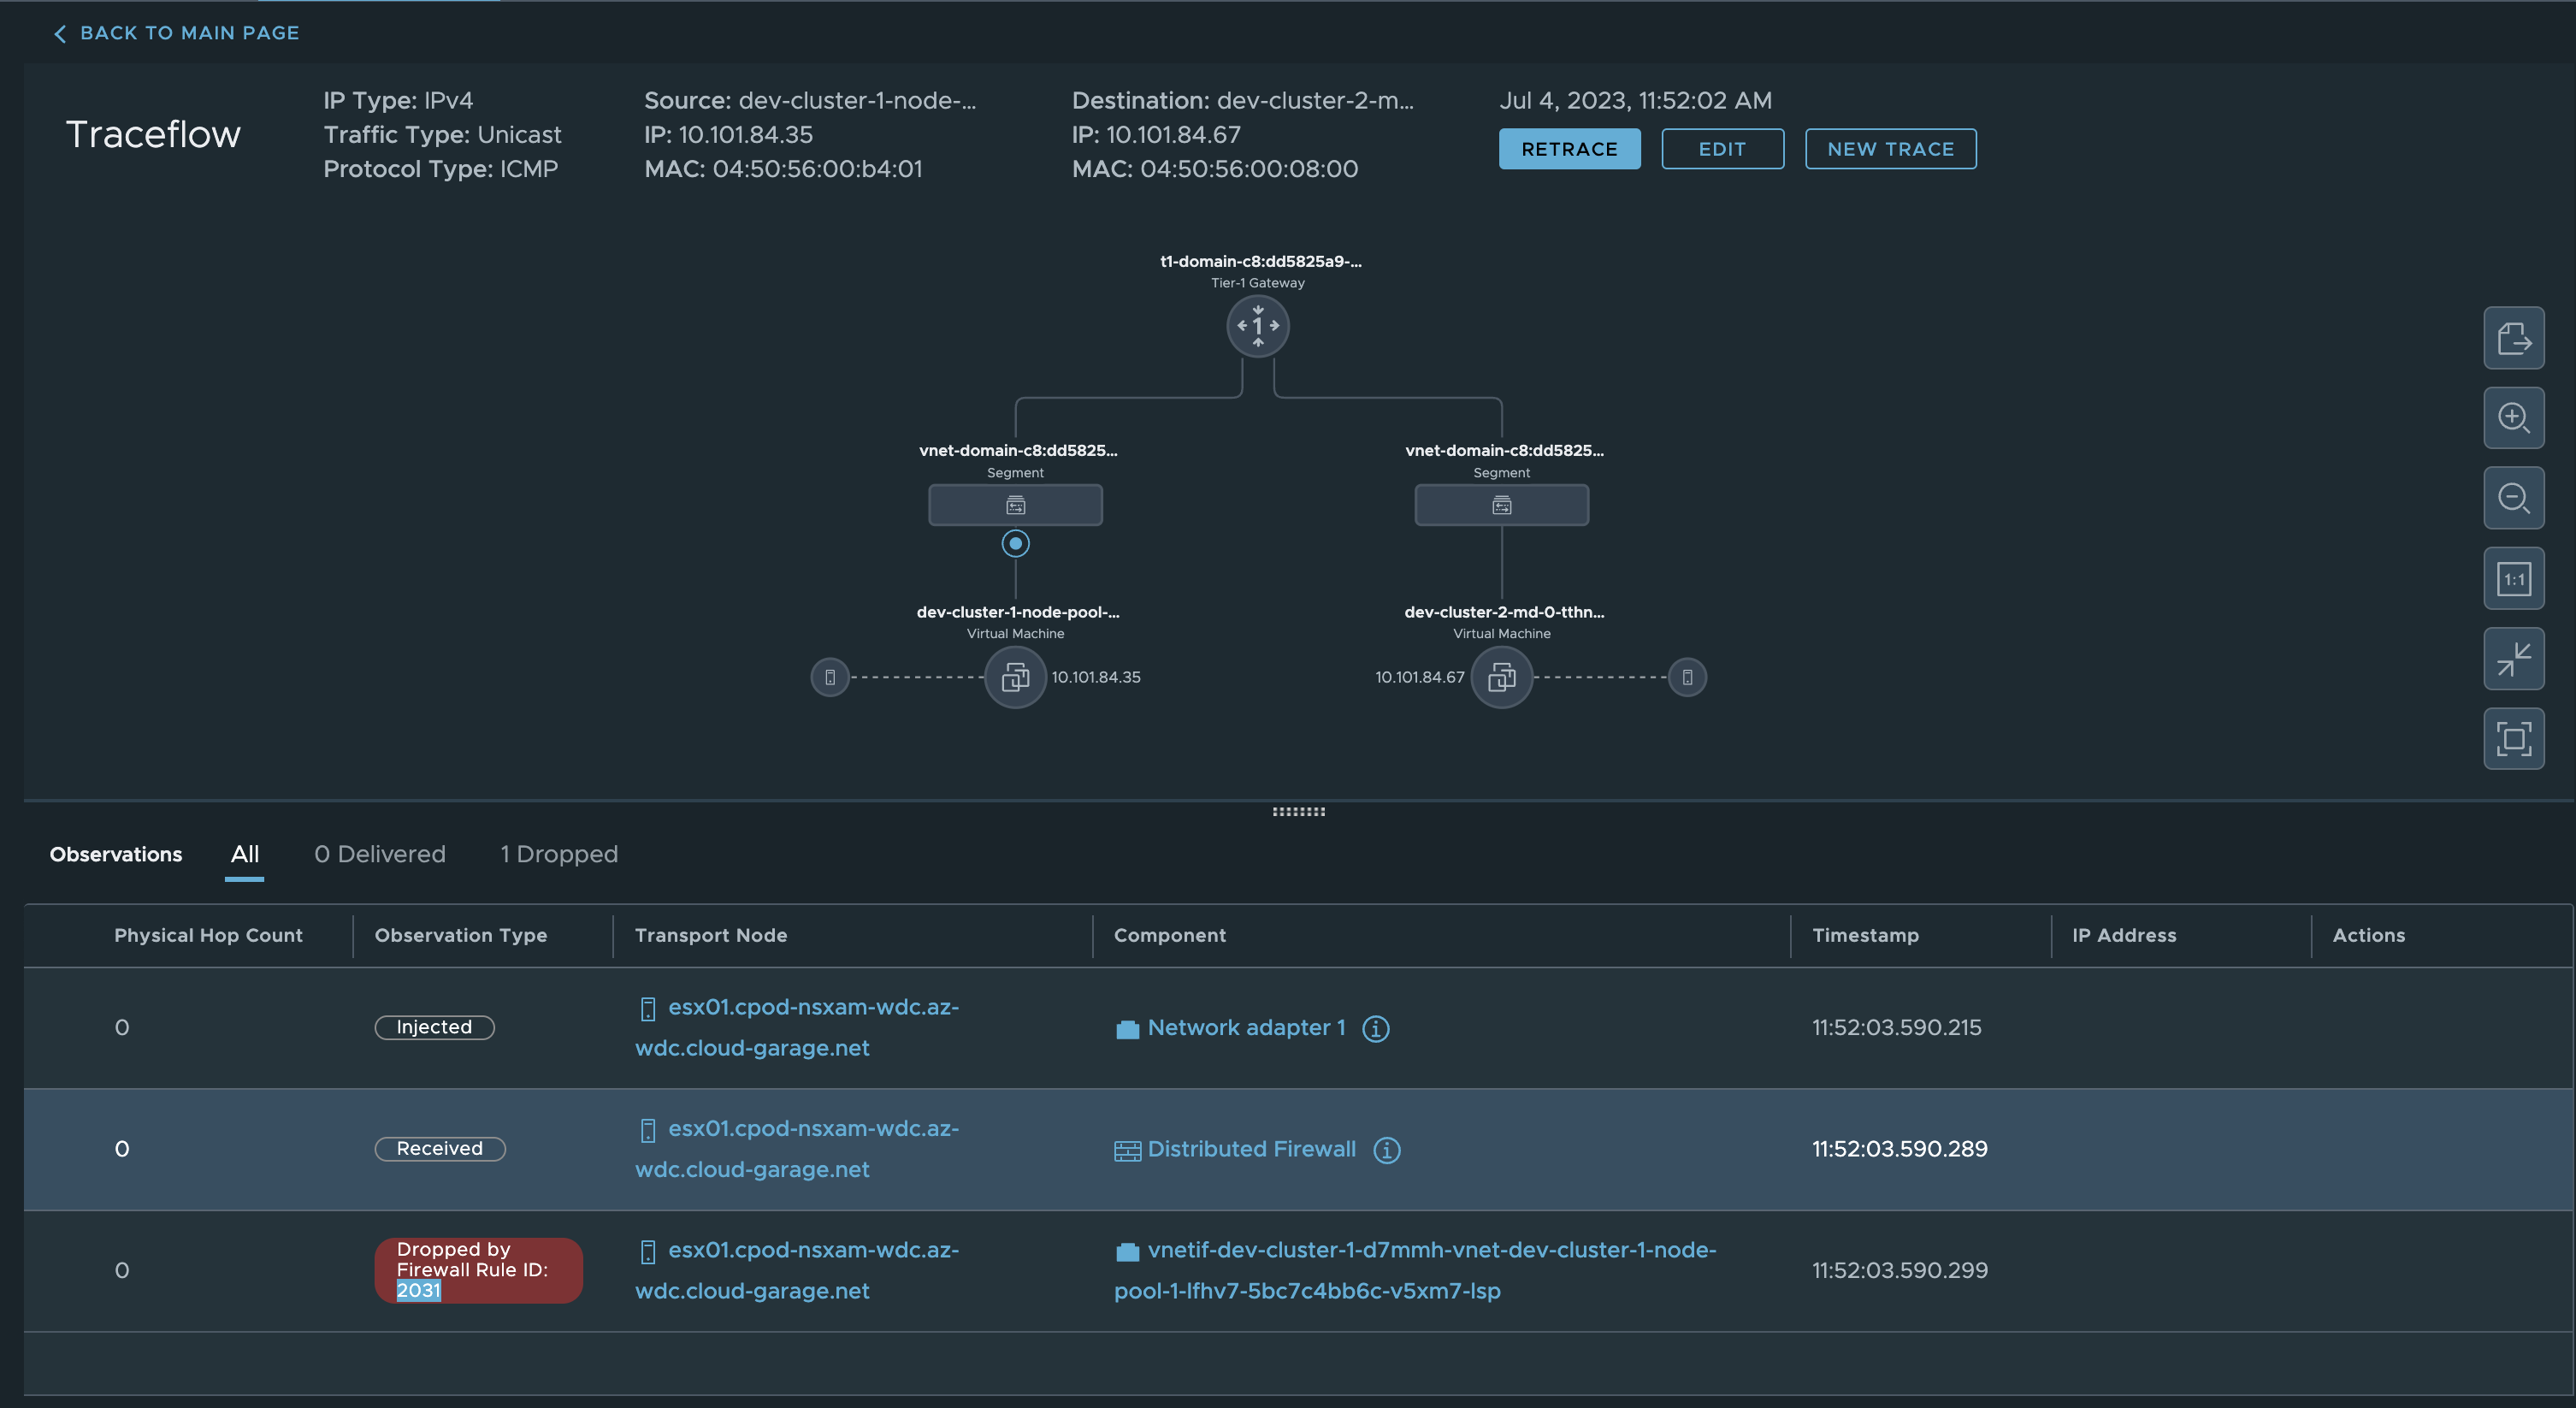 BACK TO MAIN PAGE
Traceflow
IP Type: IPv4
Traffic Type: Unicast
Protocol Type: ICMP
Source: dev-cluster-1-node-...
IP: 10.101.84.35
MAC: 04:50:56:00:b4:01
Destination: dev-cluster-2-m...
IP: 10.101.84.67
MAC: 04:50:56:00:08:00
Jul 4, 2023, 11:52:02 AM
RETRACE
EDIT
NEW TRACE
t1-domain-c8:dd5825a9-...
Tier-1 Gateway
1
vnet-domain-c8:dd5825...
Segment
vnet-domain-c8:dd5825...
Segment
dev-cluster-1-node-pool-...
Virtual Machine
10.101.84.35
dev-cluster-2-md-0-tthn...
Virtual Machine
10.101.84.67
1:1
Observations
All
0 Delivered
1 Dropped
Physical Hop Count
Observation Type
Transport Node
Component
Timestamp
IP Address
Actions
0
Injected
esx01.cpod-nsxam-wdc.az-
wdc.cloud-garage.net
Network adapter 1
11:52:03.590.215
0
Received
esx01.cpod-nsxam-wdc.az-
wdc.cloud-garage.net
Distributed Firewall
11:52:03.590.289
0
Dropped by
Firewall Rule ID:
2031
esx01.cpod-nsxam-wdc.az-
wdc.cloud-garage.net
vnetif-dev-cluster-1-d7mmh-vnet-dev-cluster-1-node-
pool-1-lfhv7-5bc7c4bb6c-v5xm7-lsp
11:52:03.590.299